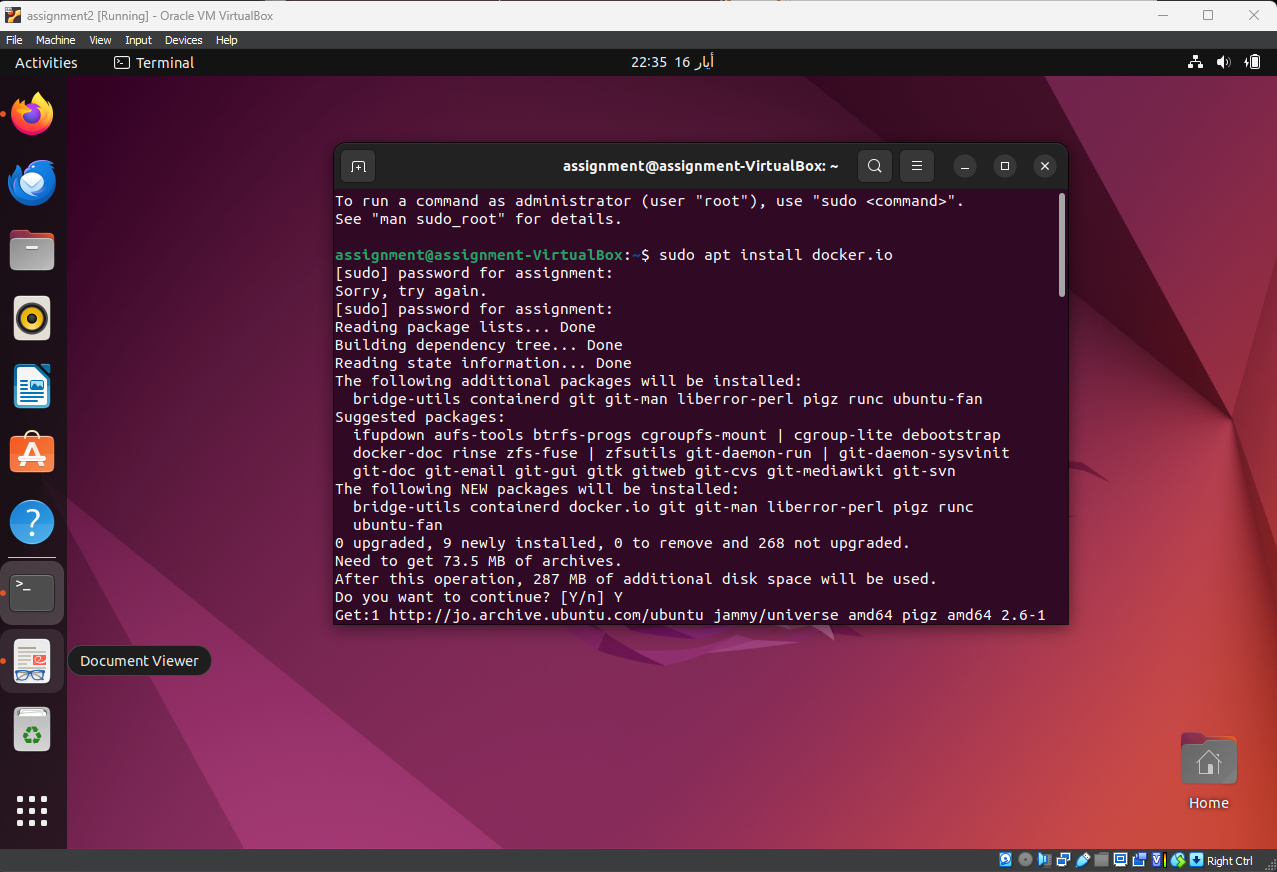 assignment2 [Running] - Oracle VM VirtualBox
File Machine View Input Devices Help
Activities Terminal 22:35 16 أيار
assignment@assignment-VirtualBox: ~
To run a command as administrator (user "root"), use "sudo <command>".
See "man sudo_root" for details.
assignment@assignment-VirtualBox:~$ sudo apt install docker.io
[sudo] password for assignment:
Sorry, try again.
[sudo] password for assignment:
Reading package lists... Done
Building dependency tree... Done
Reading state information... Done
The following additional packages will be installed:
bridge-utils containerd git git-man liberror-perl pigz runc ubuntu-fan
Suggested packages:
ifupdown aufs-tools btrfs-progs cgroupfs-mount | cgroup-lite debootstrap
docker-doc rinse zfs-fuse | zfsutils git-daemon-run | git-daemon-sysvinit
git-doc git-email git-gui gitk gitweb git-cvs git-mediawiki git-svn
The following NEW packages will be installed:
bridge-utils containerd docker.io git git-man liberror-perl pigz runc
ubuntu-fan
0 upgraded, 9 newly installed, 0 to remove and 268 not upgraded.
Need to get 73.5 MB of archives.
After this operation, 287 MB of additional disk space will be used.
Do you want to continue? [Y/n] Y
Get:1 http://jo.archive.ubuntu.com/ubuntu jammy/universe amd64 pigz amd64 2.6-1
Document Viewer
Home
Right Ctrl